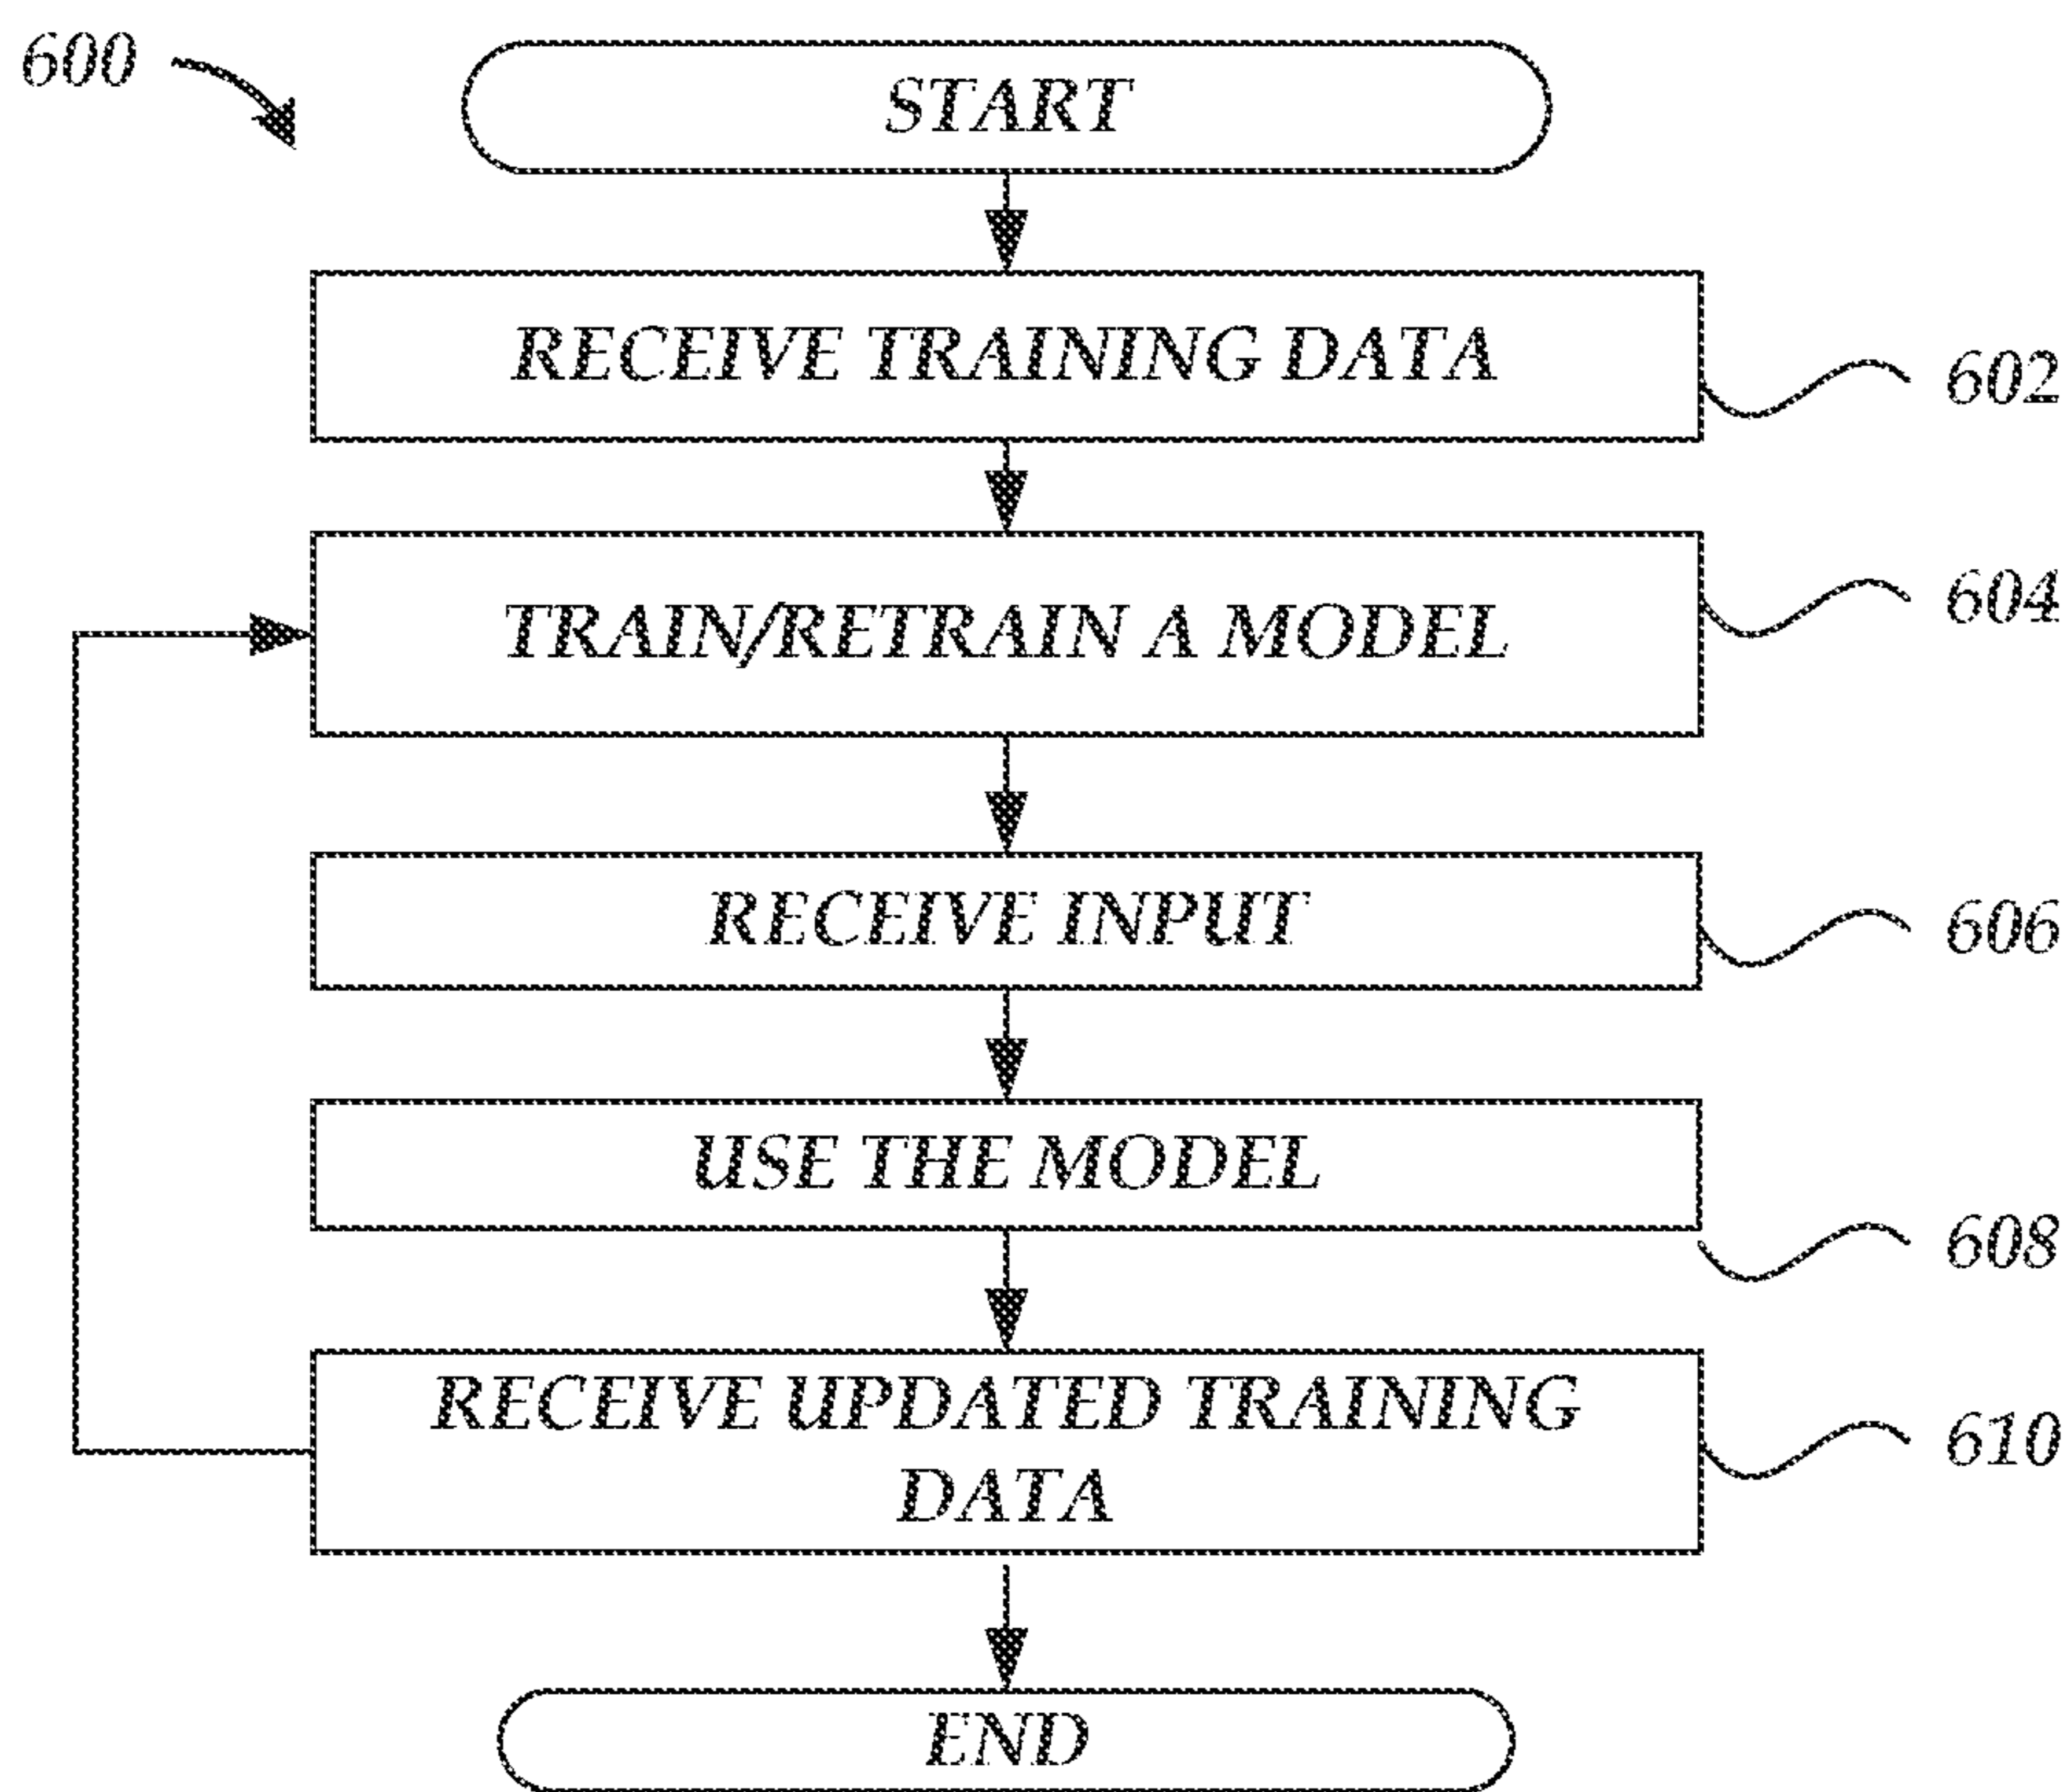 600
START
RECEIVE TRAINING DATA
602
TRAIN/RETRAIN A MODEL
604
RECEIVE INPUT
606
USE THE MODEL
608
RECEIVE UPDATED TRAINING
DATA
610
END